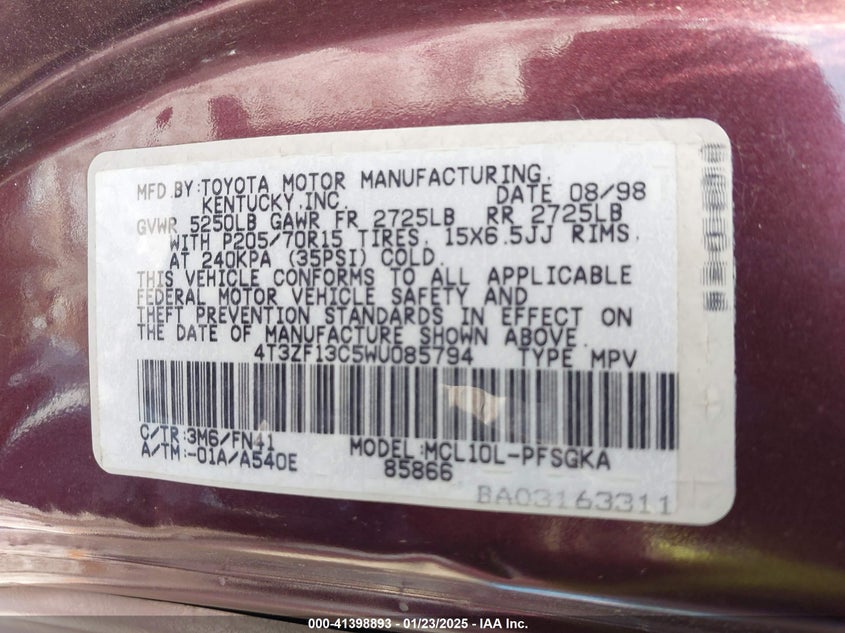 MFD.BY:TOYOTA MOTOR MANUFACTURING.
KENTUCKY.INC. DATE 08/98
GVWR 5250LB GAWR FR 2725LB RR 2725LB
WITH P205/70R15 TIRES, 15X6.5JJ RIMS,
AT 240KPA (35PSI) COLD.
THIS VEHICLE CONFORMS TO ALL APPLICABLE
FEDERAL MOTOR VEHICLE SAFETY AND
THEFT PREVENTION STANDARDS IN EFFECT ON
THE DATE OF MANUFACTURE SHOWN ABOVE.
4T3ZF13C5WU085794 TYPE MPV
C/TR:3M6/FN41 MODEL:MCL10L-PFSGKA
A/TM:-01A/A540E 85866
BA03163311
000-41398893 - 01/23/2025 - IAA Inc.